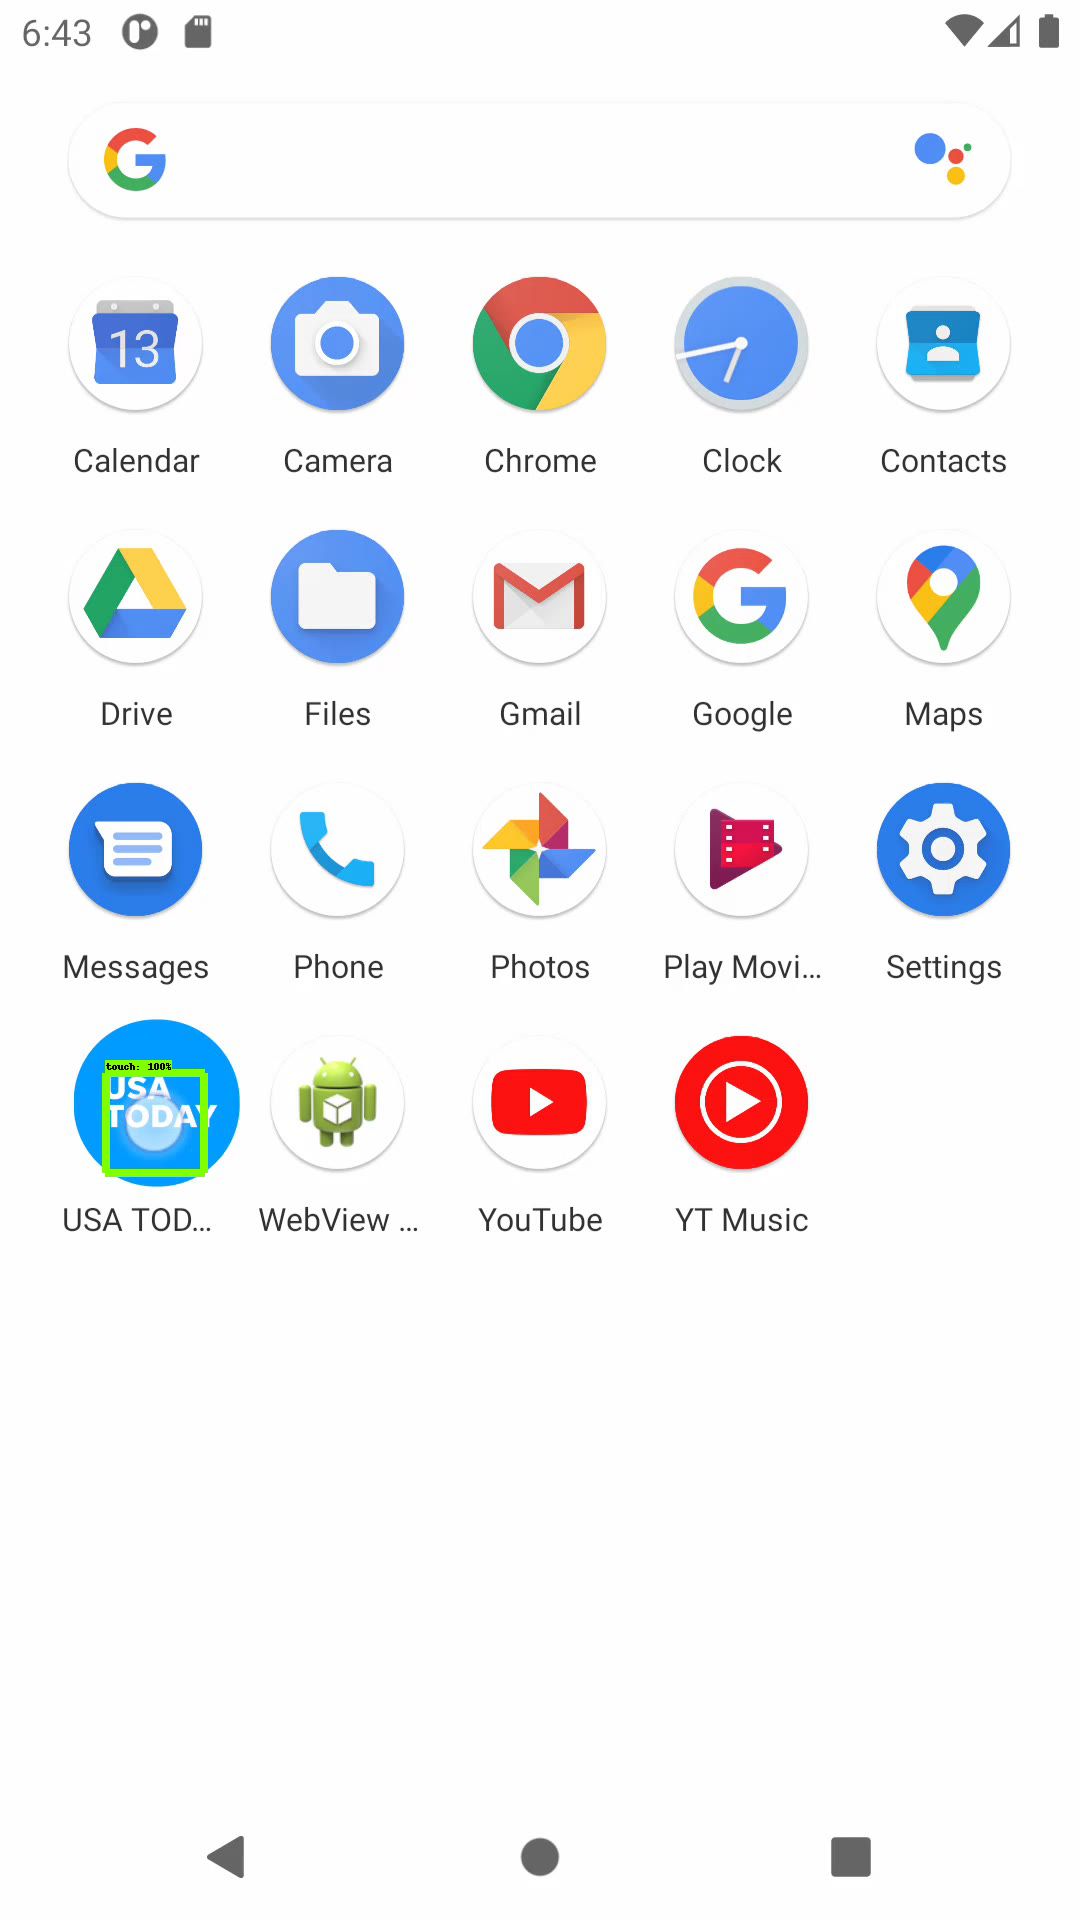 6:43
13
Calendar
Camera
Chrome
Clock
Contacts
Drive
Files
Gmail
Google
Maps
Messages
Phone
Photos
Play Movi...
Settings
touch: 100%
USA
TODAY
USA TOD...
WebView ...
YouTube
YT Music